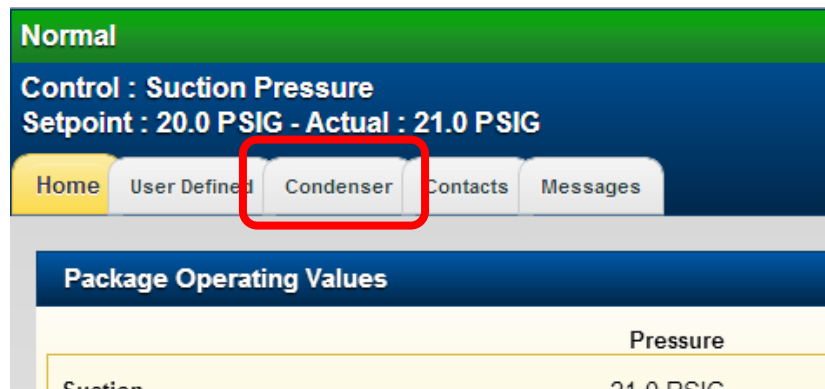 Normal
Control : Suction Pressure
Setpoint : 20.0 PSIG - Actual : 21.0 PSIG
Home User Defined Condenser Contacts Messages
Package Operating Values
Pressure
Suction 21.0 PSIG